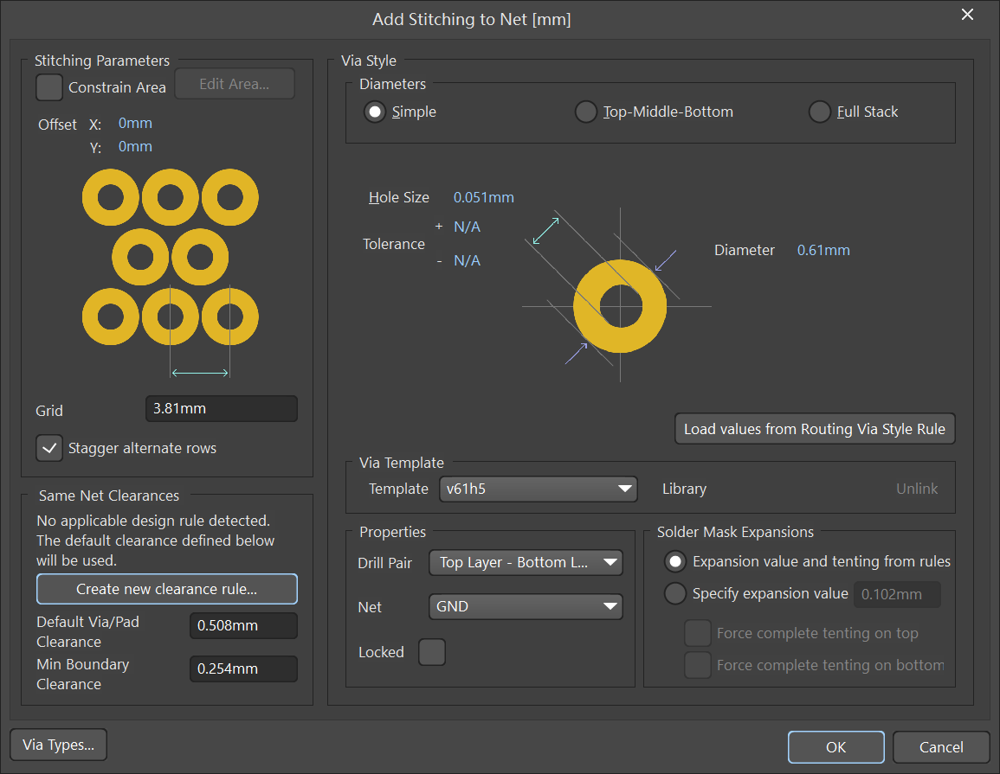 Add Stitching to Net [mm]
Stitching Parameters
Constrain Area
Edit Area...
Offset X: 0mm
Y: 0mm
Grid 3.81mm
Stagger alternate rows
Same Net Clearances
No applicable design rule detected.
The default clearance defined below
will be used.
Create new clearance rule...
Default Via/Pad
Clearance
0.508mm
Min Boundary
Clearance
0.254mm
Via Style
Diameters
Simple
Top-Middle-Bottom
Full Stack
Hole Size 0.051mm
Tolerance
+ N/A
- N/A
Diameter 0.61mm
Load values from Routing Via Style Rule
Via Template
Template v61h5
Library
Unlink
Properties
Drill Pair Top Layer - Bottom L...
Net GND
Locked
Solder Mask Expansions
Expansion value and tenting from rules
Specify expansion value 0.102mm
Force complete tenting on top
Force complete tenting on bottom
Via Types...
OK
Cancel